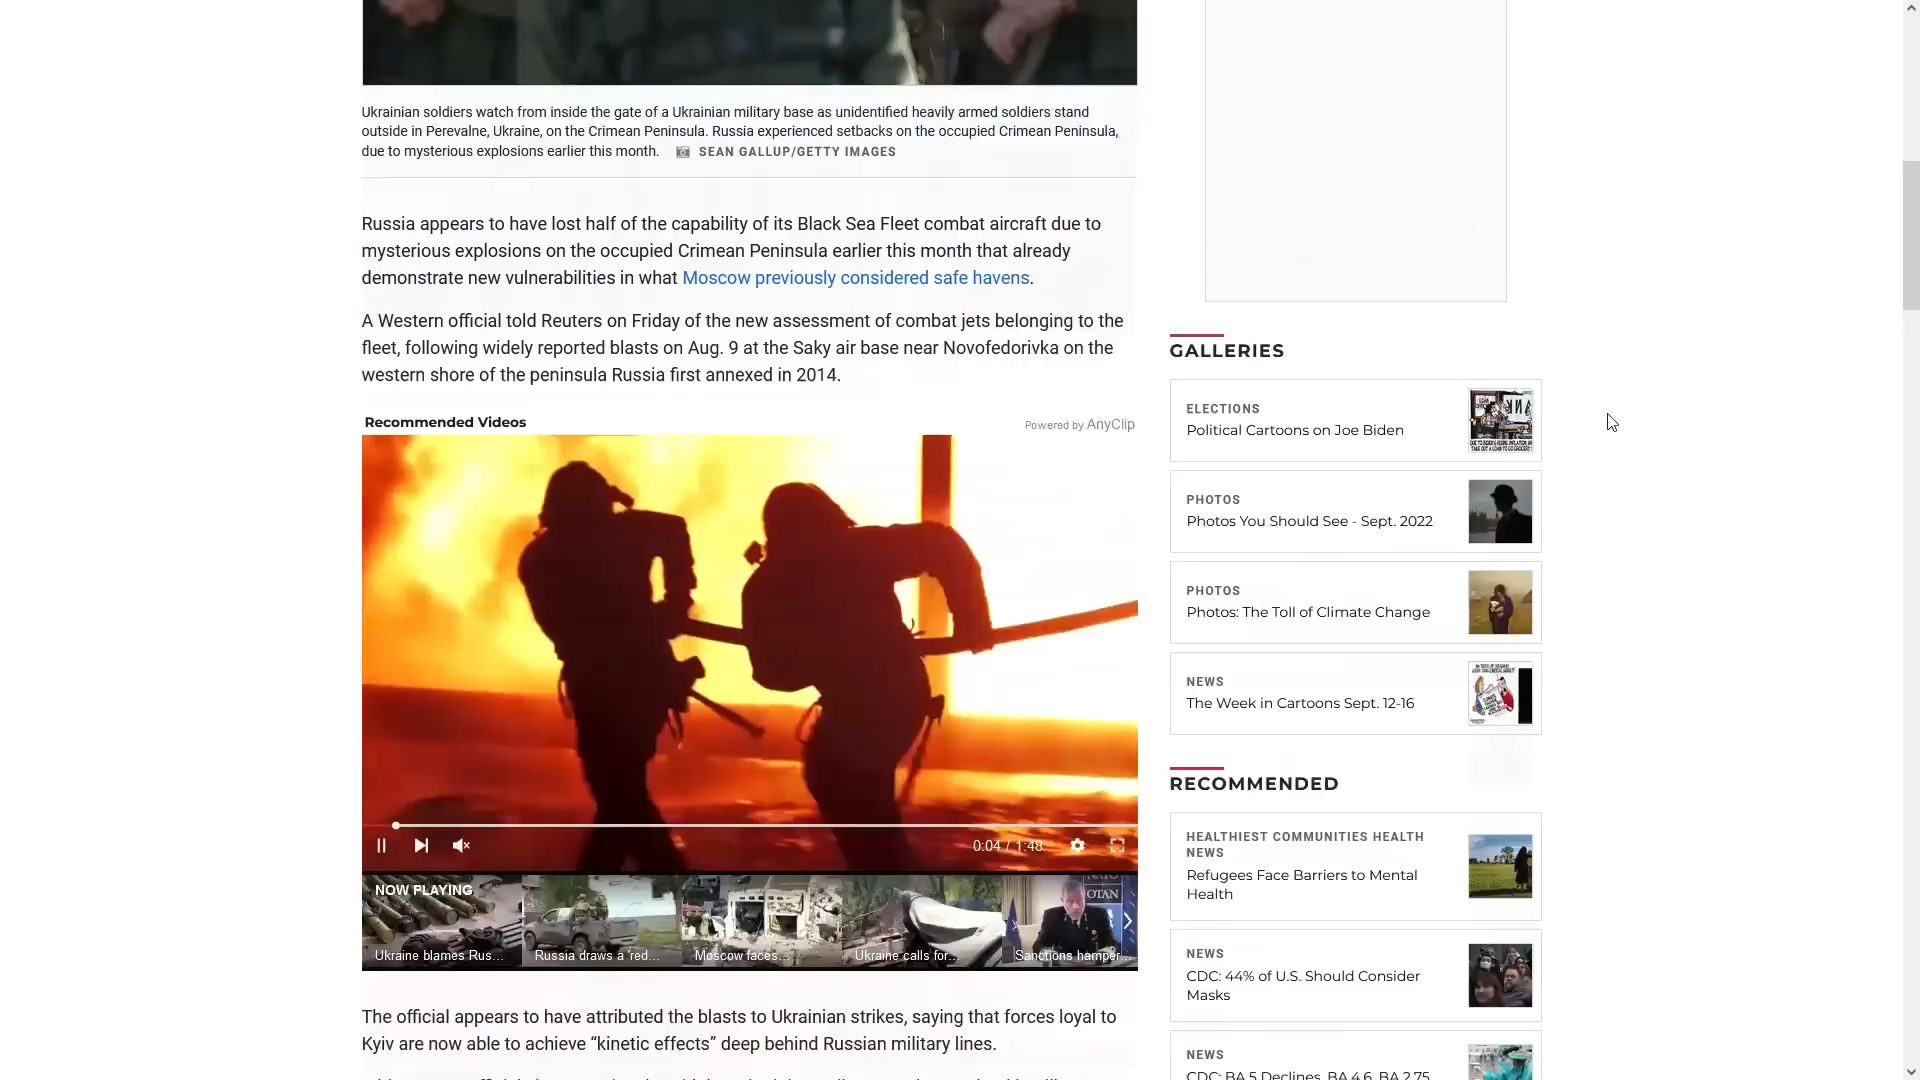 Ukrainian soldiers watch from inside the gate of a Ukrainian military base as unidentified heavily armed soldiers stand
outside in Perevalne, Ukraine, on the Crimean Peninsula. Russia experienced setbacks on the occupied Crimean Peninsula,
due to mysterious explosions earlier this month. SEAN GALLUP/GETTY IMAGES
Russia appears to have lost half of the capability of its Black Sea Fleet combat aircraft due to
mysterious explosions on the occupied Crimean Peninsula earlier this month that already
demonstrate new vulnerabilities in what Moscow previously considered safe havens.
A Western official told Reuters on Friday of the new assessment of combat jets belonging to the
fleet, following widely reported blasts on Aug. 9 at the Saky air base near Novofedorivka on the
western shore of the peninsula Russia first annexed in 2014.
Recommended Videos
Powered by AnyClip
0:04 / 1:48
NOW PLAYING
OTAN
Ukraine blames Rus...
Russia draws a 'red...
Moscow faces...
Ukraine calls for...
Sanctions hamper...
The official appears to have attributed the blasts to Ukrainian strikes, saying that forces loyal to
Kyiv are now able to achieve “kinetic effects” deep behind Russian military lines.
GALLERIES
ELECTIONS
Political Cartoons on Joe Biden
PHOTOS
Photos You Should See - Sept. 2022
PHOTOS
Photos: The Toll of Climate Change
NEWS
The Week in Cartoons Sept. 12-16
RECOMMENDED
HEALTHIEST COMMUNITIES HEALTH
NEWS
Refugees Face Barriers to Mental
Health
NEWS
CDC: 44% of U.S. Should Consider
Masks
NEWS
CDC: BA.5 Declines, BA.4.6, BA.2.75